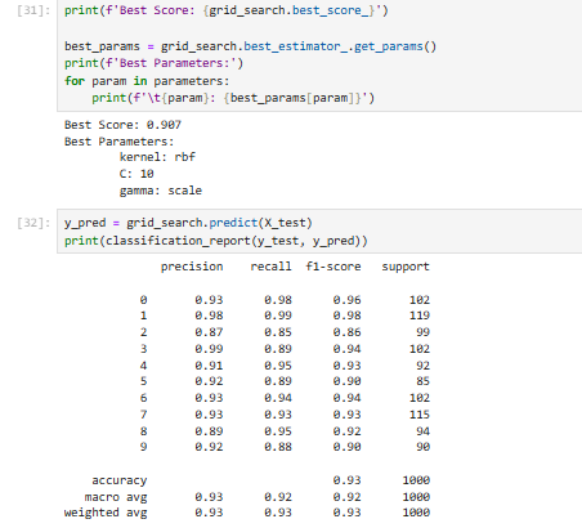 [31]: print(f'Best Score: {grid_search.best_score_}')
best_params = grid_search.best_estimator_.get_params()
print(f'Best Parameters:')
for param in parameters:
    print(f'\t{param}: {best_params[param]}')
Best Score: 0.907
Best Parameters:
        kernel: rbf
        C: 10
        gamma: scale
[32]: y_pred = grid_search.predict(X_test)
print(classification_report(y_test, y_pred))
precision recall f1-score support
0 0.93 0.98 0.96 102
1 0.98 0.99 0.98 119
2 0.87 0.85 0.86 99
3 0.99 0.89 0.94 102
4 0.91 0.95 0.93 92
5 0.92 0.89 0.90 85
6 0.93 0.94 0.94 102
7 0.93 0.93 0.93 115
8 0.89 0.95 0.92 94
9 0.92 0.88 0.90 90
accuracy 0.93 1000
macro avg 0.93 0.92 0.92 1000
weighted avg 0.93 0.93 0.93 1000